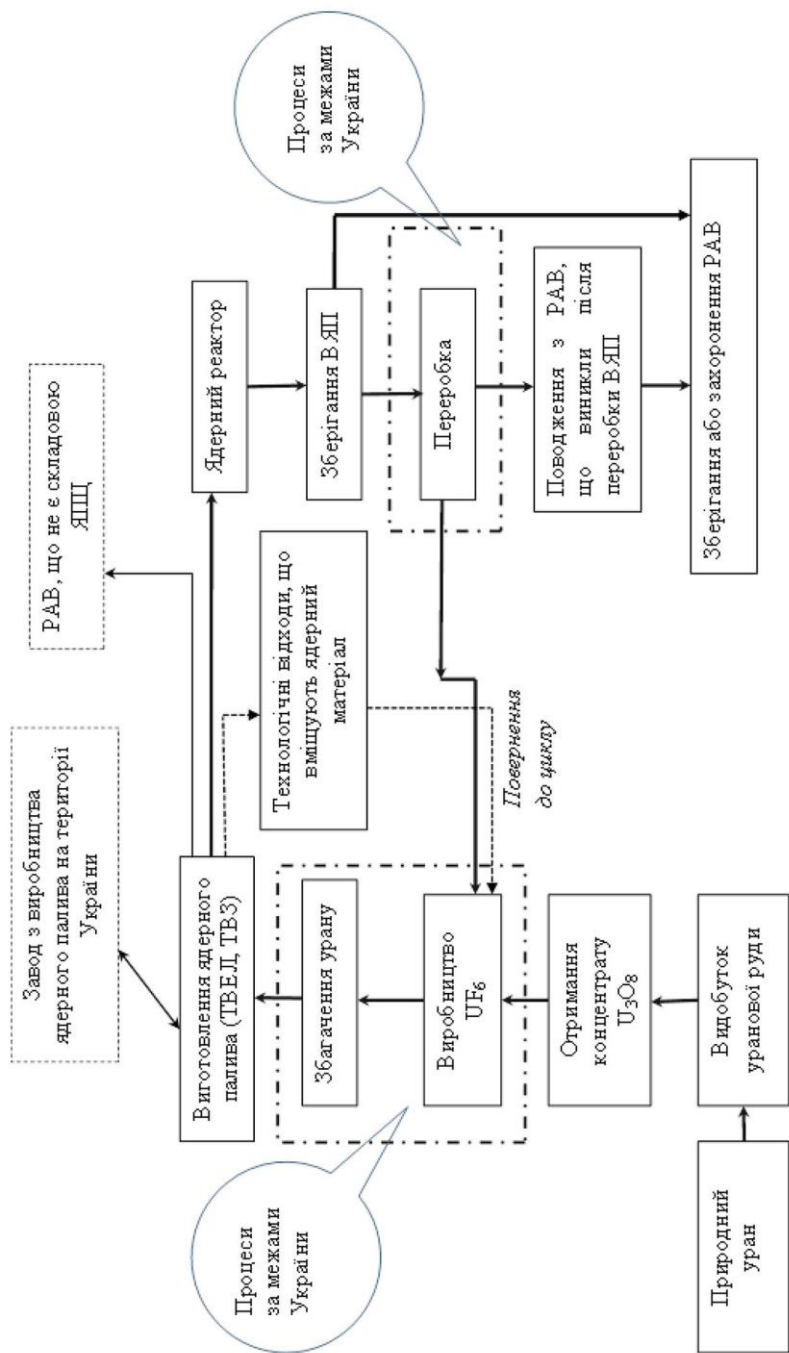 Завод з виробництва
ядерного палива на території
України
РАВ, що не є складовою
ЯПЦ
Виготовлення ядерного
палива (ТВЕЛ, ТВЗ)
Ядерний реактор
Технологічні відходи, що
вміщують ядерний
матеріал
Процеси
за межами
України
Збагачення урану
Зберігання ВЯП
Процеси
за межами
України
Виробництво
UF₆
Повернення
до циклу
Переробка
Отримання
концентрату
U₃O₈
Поводження з РАВ,
що виникли після
переробки ВЯП
Природний
уран
Видобуток
уранової руди
Зберігання або захоронення РАВ